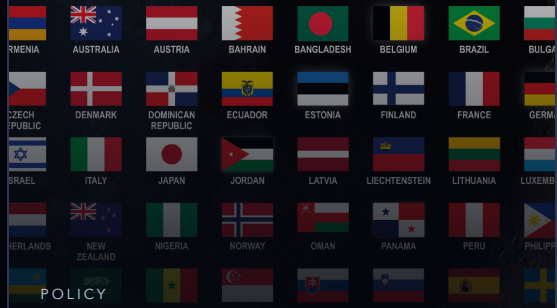 RMENIA AUSTRALIA AUSTRIA BAHRAIN BANGLADESH BELGIUM BRAZIL BULGA
CZECH DENMARK DOMINICAN ECUADOR ESTONIA FINLAND FRANCE GERM
EPUBLIC REPUBLIC
SRAEL ITALY JAPAN JORDAN LATVIA LIECHTENSTEIN LITHUANIA LUXEMB
HERLANDS NEW NIGERIA NORWAY OMAN PANAMA PERU PHILIPP
ZEALAND
POLICY